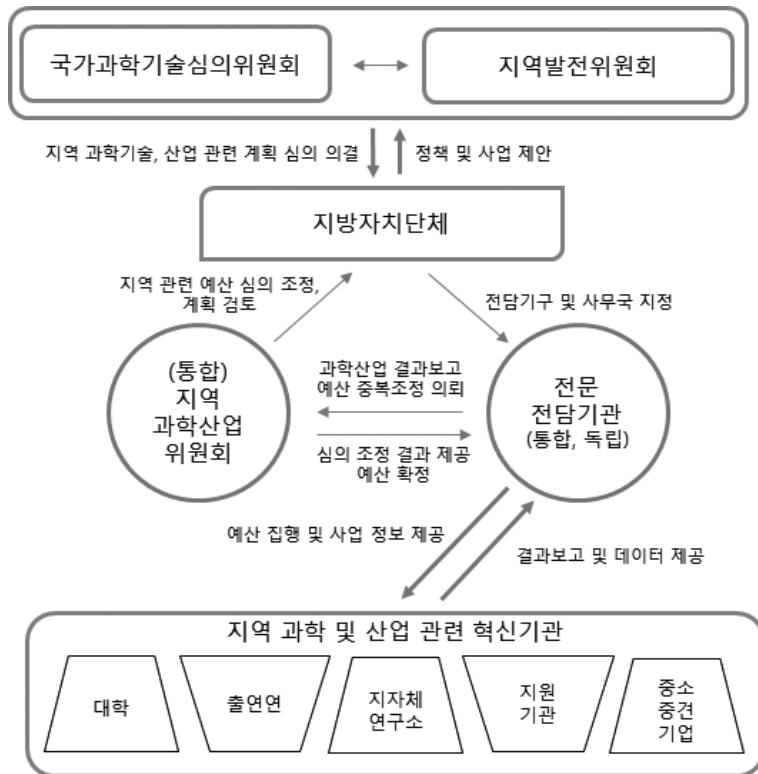 국가과학기술심의위원회
지역발전위원회
지역 과학기술, 산업 관련 계획 심의 의결
정책 및 사업 제안
지방자치단체
지역 관련 예산 심의 조정,
계획 검토
전담기구 및 사무국 지정
(통합)
지역
과학산업
위원회
과학산업 결과보고
예산 중복조정 의뢰
심의 조정 결과 제공
예산 확정
전문
전담기관
(통합, 독립)
예산 집행 및 사업 정보 제공
결과보고 및 데이터 제공
지역 과학 및 산업 관련 혁신기관
대학
출연연
지자체
연구소
지원
기관
중소
중견
기업